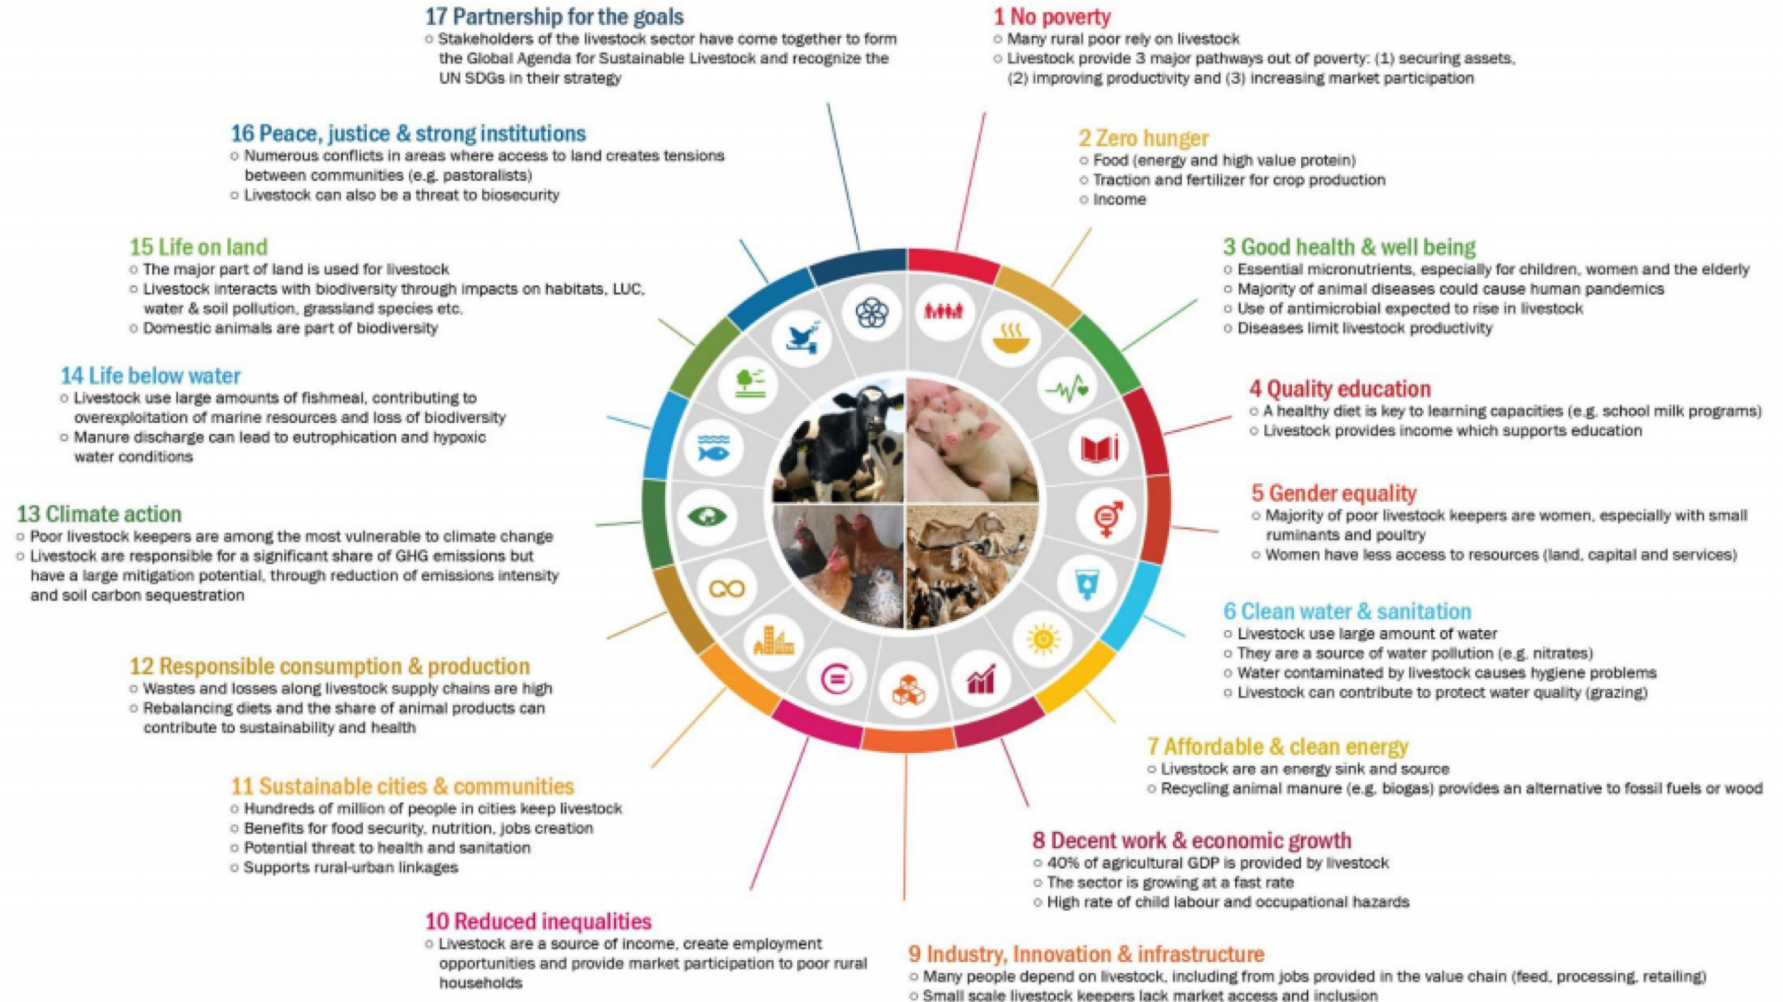 17 Partnership for the goals
○ Stakeholders of the livestock sector have come together to form
the Global Agenda for Sustainable Livestock and recognize the
UN SDGs in their strategy
1 No poverty
○ Many rural poor rely on livestock
○ Livestock provide 3 major pathways out of poverty: (1) securing assets,
(2) improving productivity and (3) increasing market participation
16 Peace, justice & strong institutions
○ Numerous conflicts in areas where access to land creates tensions
between communities (e.g. pastoralists)
○ Livestock can also be a threat to biosecurity
2 Zero hunger
○ Food (energy and high value protein)
○ Traction and fertilizer for crop production
○ Income
15 Life on land
○ The major part of land is used for livestock
○ Livestock interacts with biodiversity through impacts on habitats, LUC,
water & soil pollution, grassland species etc.
○ Domestic animals are part of biodiversity
3 Good health & well being
○ Essential micronutrients, especially for children, women and the elderly
○ Majority of animal diseases could cause human pandemics
○ Use of antimicrobial expected to rise in livestock
○ Diseases limit livestock productivity
14 Life below water
○ Livestock use large amounts of fishmeal, contributing to
overexploitation of marine resources and loss of biodiversity
○ Manure discharge can lead to eutrophication and hypoxic
water conditions
4 Quality education
○ A healthy diet is key to learning capacities (e.g. school milk programs)
○ Livestock provides income which supports education
13 Climate action
○ Poor livestock keepers are among the most vulnerable to climate change
○ Livestock are responsible for a significant share of GHG emissions but
have a large mitigation potential, through reduction of emissions intensity
and soil carbon sequestration
5 Gender equality
○ Majority of poor livestock keepers are women, especially with small
ruminants and poultry
○ Women have less access to resources (land, capital and services)
12 Responsible consumption & production
○ Wastes and losses along livestock supply chains are high
○ Rebalancing diets and the share of animal products can
contribute to sustainability and health
6 Clean water & sanitation
○ Livestock use large amount of water
○ They are a source of water pollution (e.g. nitrates)
○ Water contaminated by livestock causes hygiene problems
○ Livestock can contribute to protect water quality (grazing)
11 Sustainable cities & communities
○ Hundreds of million of people in cities keep livestock
○ Benefits for food security, nutrition, jobs creation
○ Potential threat to health and sanitation
○ Supports rural-urban linkages
7 Affordable & clean energy
○ Livestock are an energy sink and source
○ Recycling animal manure (e.g. biogas) provides an alternative to fossil fuels or wood
8 Decent work & economic growth
○ 40% of agricultural GDP is provided by livestock
○ The sector is growing at a fast rate
○ High rate of child labour and occupational hazards
10 Reduced inequalities
○ Livestock are a source of income, create employment
opportunities and provide market participation to poor rural
households
9 Industry, Innovation & infrastructure
○ Many people depend on livestock, including from jobs provided in the value chain (feed, processing, retailing)
○ Small scale livestock keepers lack market access and inclusion